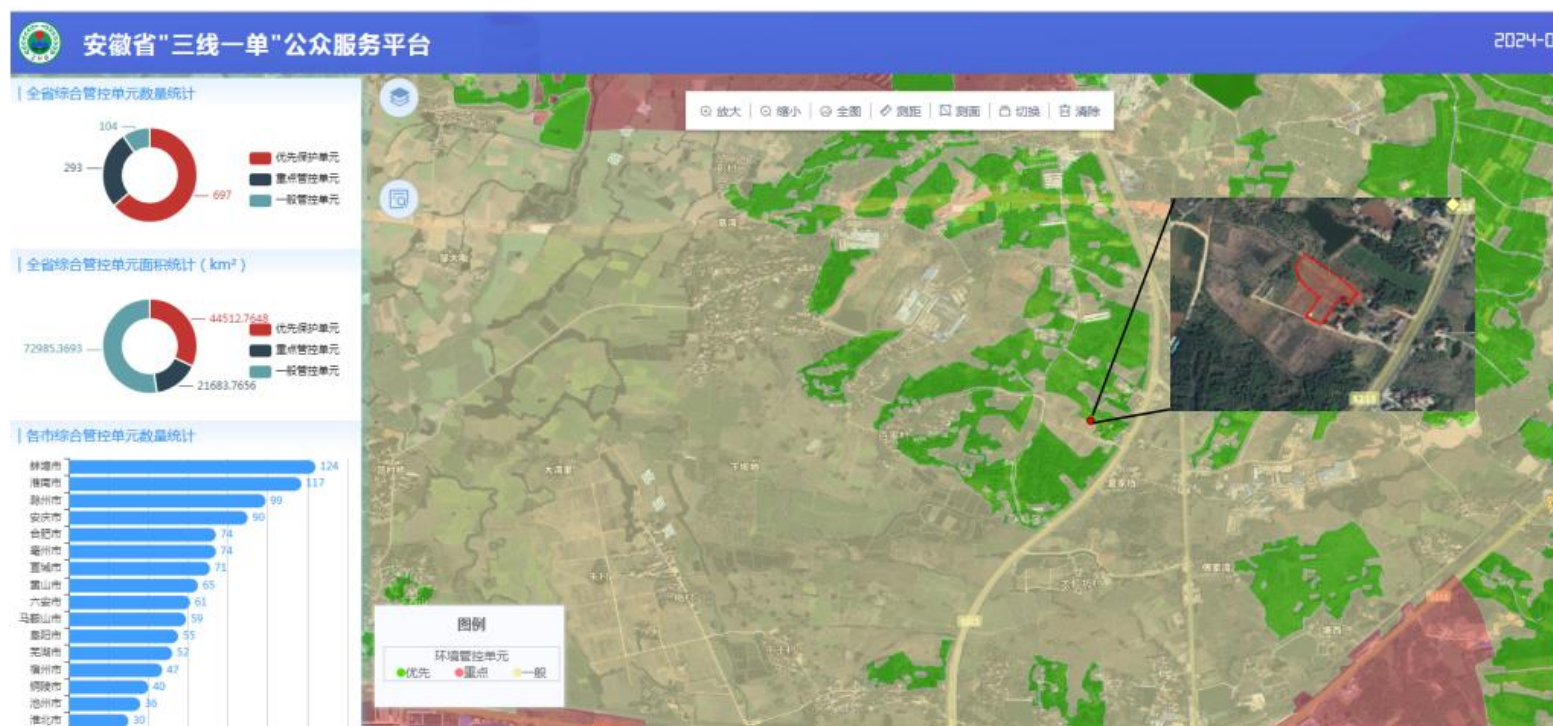 安徽省"三线一单"公众服务平台
2024-0
全省综合管控单元数量统计
104
293
697
优先保护单元
重点管控单元
一般管控单元
全省综合管控单元面积统计(km²)
44512.7648
72985.3693
21683.7656
优先保护单元
重点管控单元
一般管控单元
各市综合管控单元数量统计
蚌埠市 124
淮南市 117
滁州市 99
安庆市 90
合肥市 74
亳州市 74
宣城市 71
黄山市 65
六安市 61
马鞍山市 59
阜阳市 55
芜湖市 52
宿州市 47
铜陵市 40
池州市 36
淮北市 30
放大 缩小 全图 测距 测面 切换 清除
大湾里
下坂埂
朱村
图例
环境管控单元
优先 重点 一般